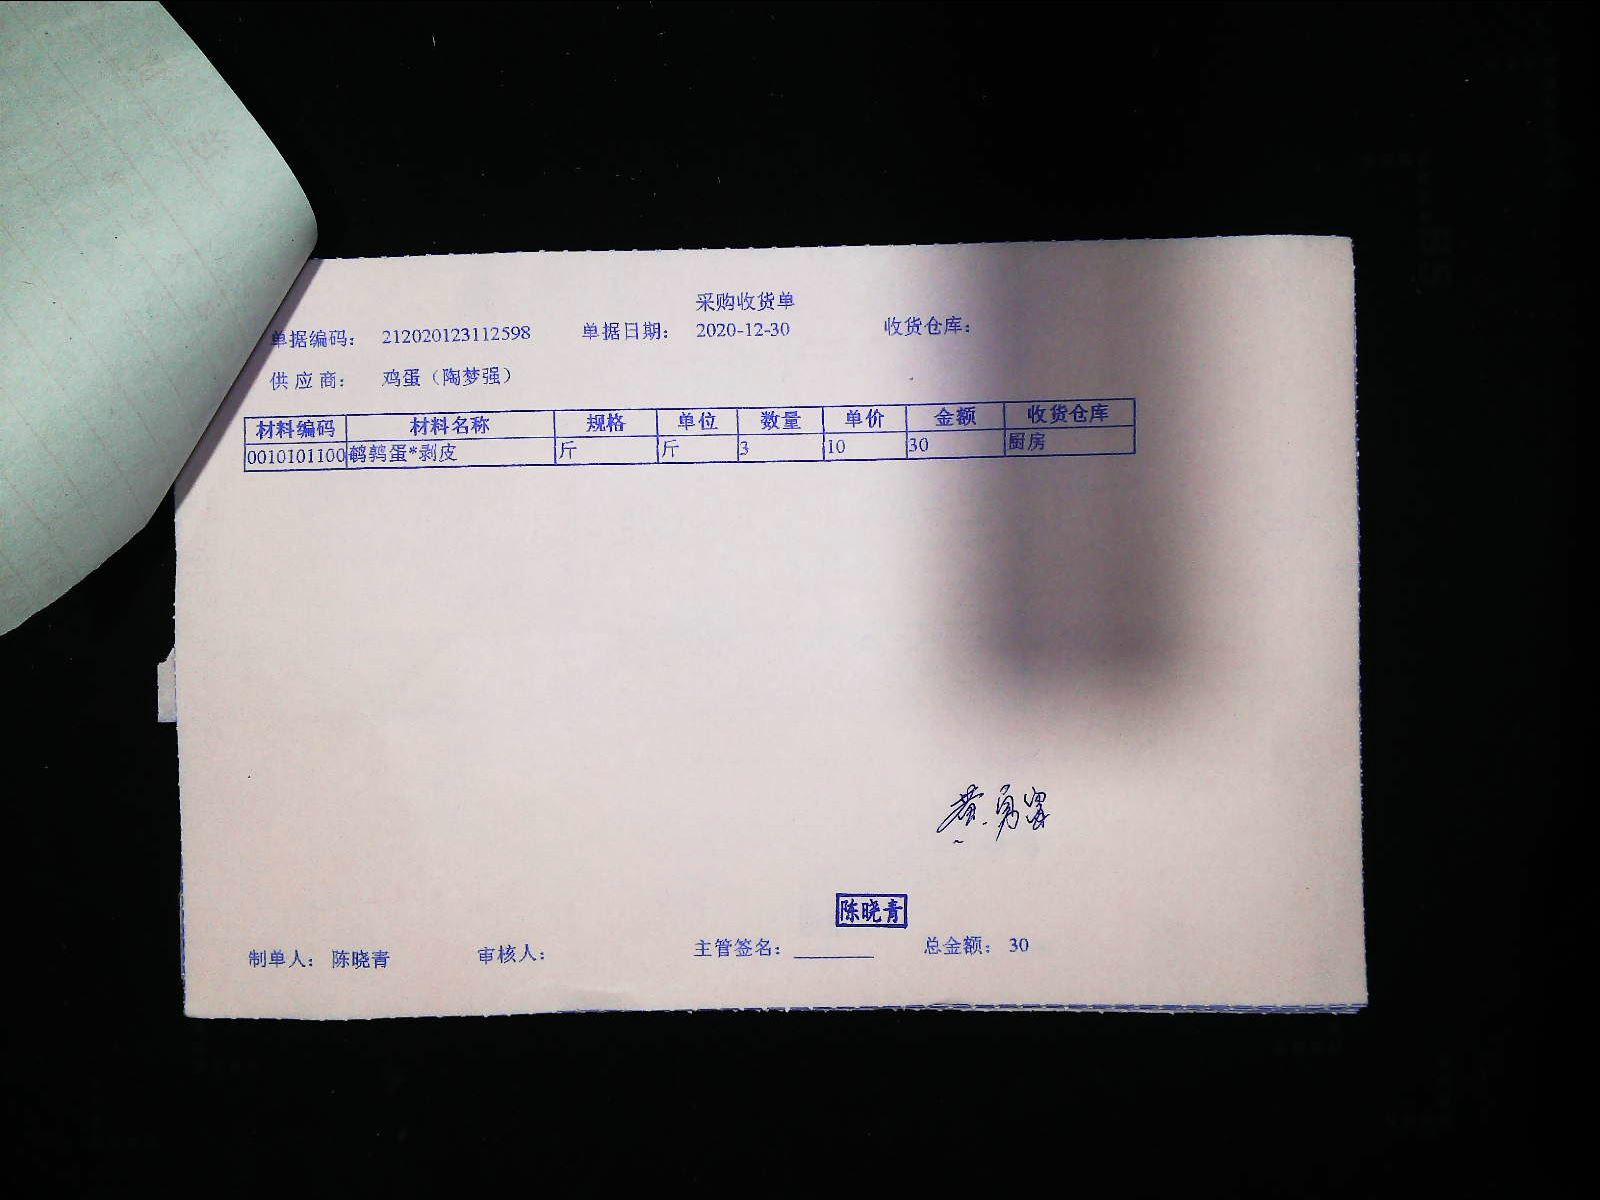 采购收货单
单据编码： 212020123112598 单据日期： 2020-12-30 收货仓库：
供应商： 鸡蛋（陶梦强）
材料编码 材料名称 规格 单位 数量 单价 金额 收货仓库
0010101100 鹌鹑蛋*剥皮 斤 斤 3 10 30 厨房
陈晓青
制单人： 陈晓青 审核人： 主管签名： 总金额： 30